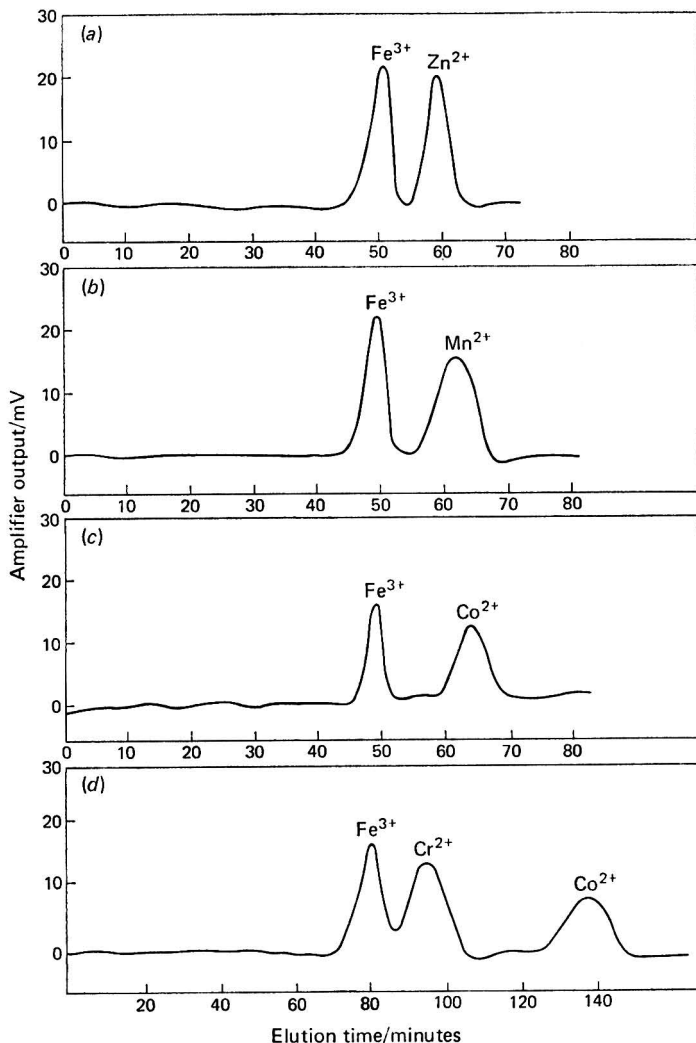 Amplifier output/mV
(a)
Fe³⁺ Zn²⁺
30
20
10
0
0 10 20 30 40 50 60 70 80
(b)
Fe³⁺ Mn²⁺
30
20
10
0
0 10 20 30 40 50 60 70 80
(c)
Fe³⁺ Co²⁺
30
20
10
0
0 10 20 30 40 50 60 70 80
(d)
Fe³⁺ Cr²⁺ Co²⁺
30
20
10
0
20 40 60 80 100 120 140
Elution time/minutes